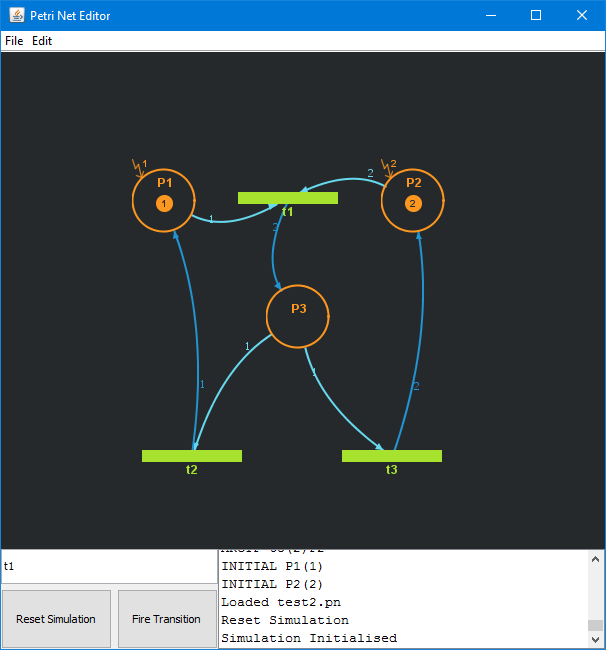 Petri Net Editor
File Edit
1
2
P1
1
2
P2
2
1
t1
2
P3
1
1
1
2
t2
t3
t1
INITIAL P1(1)
INITIAL P2(2)
Loaded test2.pn
Reset Simulation
Simulation Initialised
Reset Simulation
Fire Transition